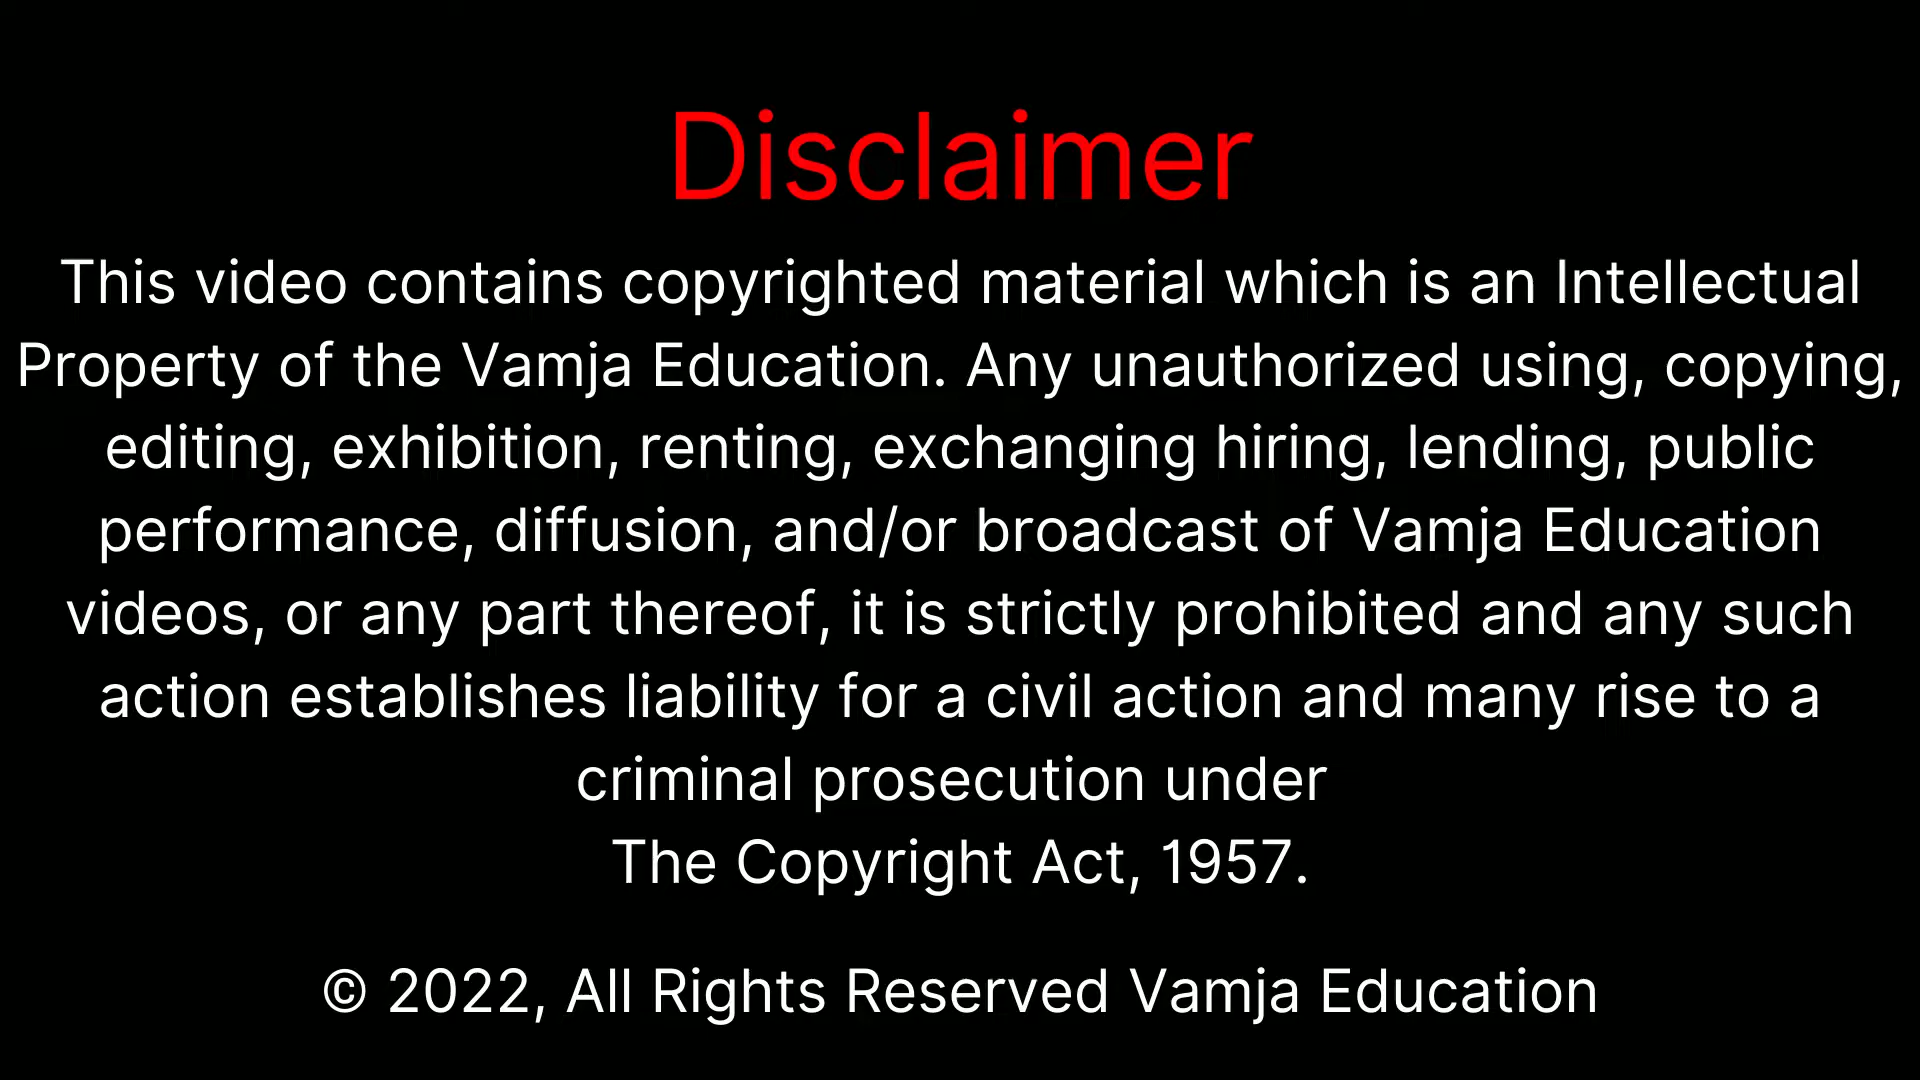 Disclaimer
This video contains copyrighted material which is an Intellectual
Property of the Vamja Education. Any unauthorized using, copying,
editing, exhibition, renting, exchanging hiring, lending, public
performance, diffusion, and/or broadcast of Vamja Education
videos, or any part thereof, it is strictly prohibited and any such
action establishes liability for a civil action and many rise to a
criminal prosecution under
The Copyright Act, 1957.
© 2022, All Rights Reserved Vamja Education